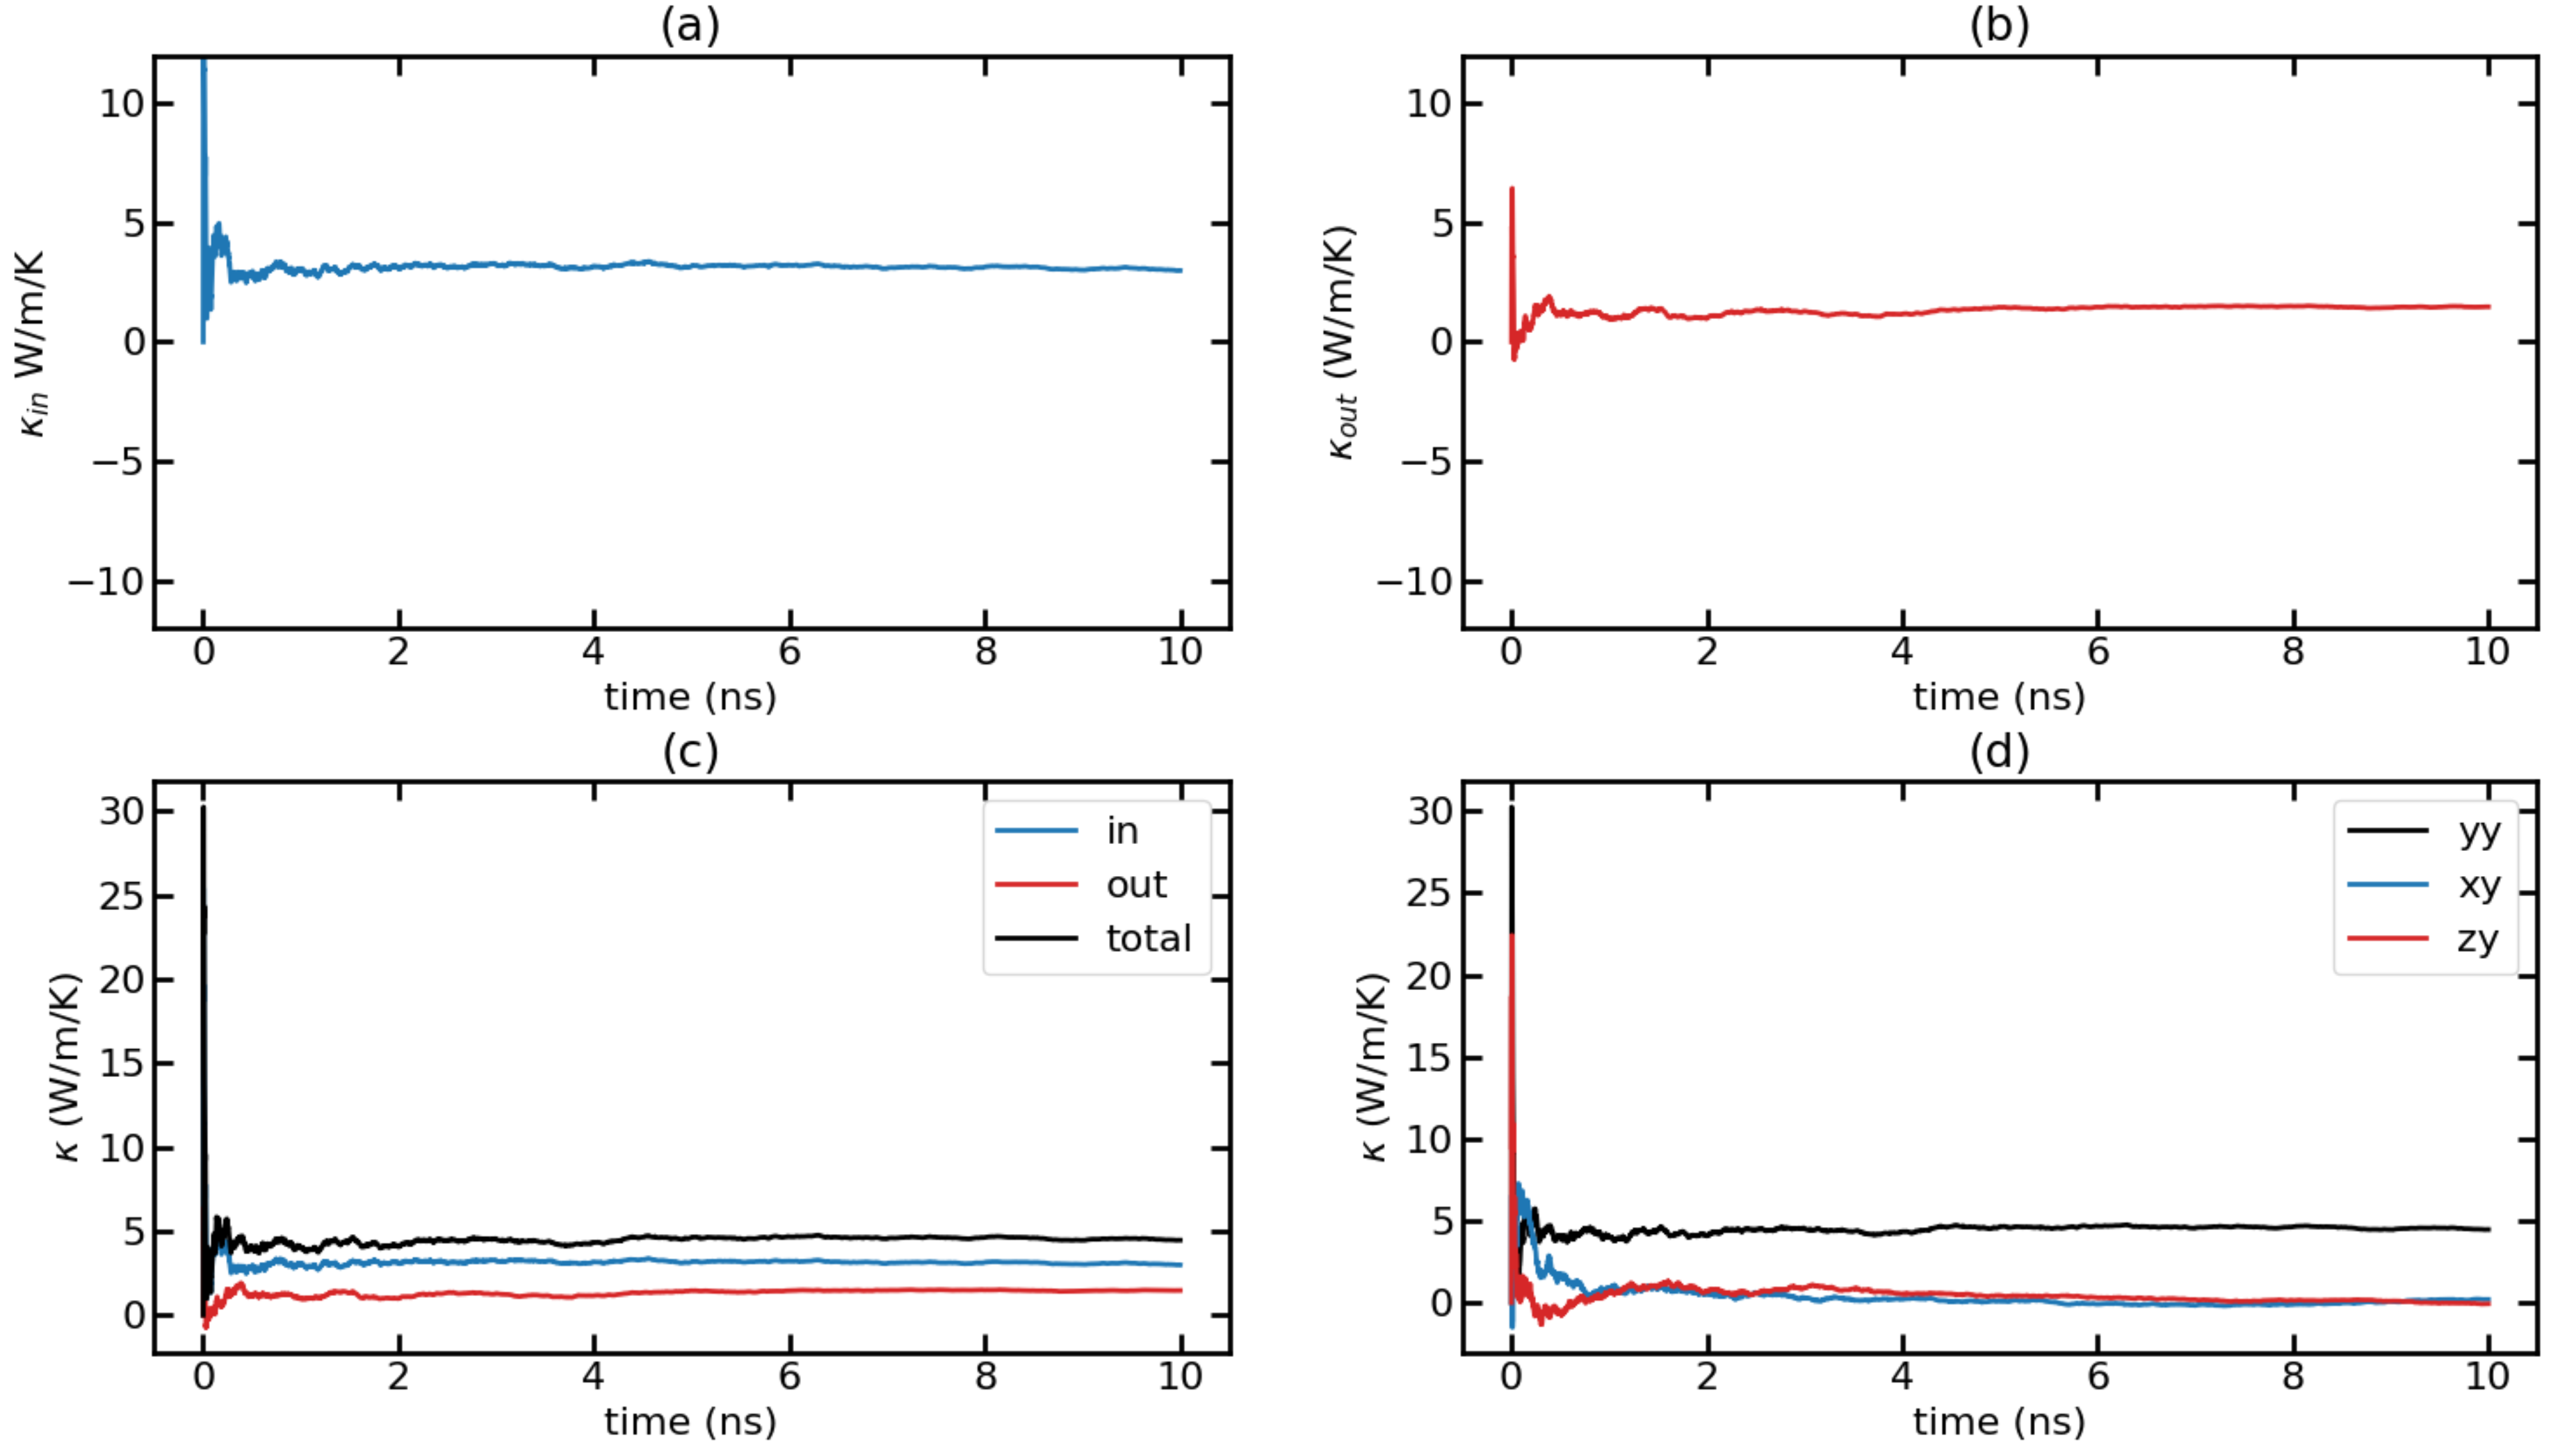 (a)
10
5
0
−5
−10
κin W/m/K
0 2 4 6 8 10
time (ns)
(b)
10
5
0
−5
−10
κout (W/m/K)
0 2 4 6 8 10
time (ns)
(c)
30
25
20
15
10
5
0
κ (W/m/K)
in
out
total
0 2 4 6 8 10
time (ns)
(d)
30
25
20
15
10
5
0
κ (W/m/K)
yy
xy
zy
0 2 4 6 8 10
time (ns)